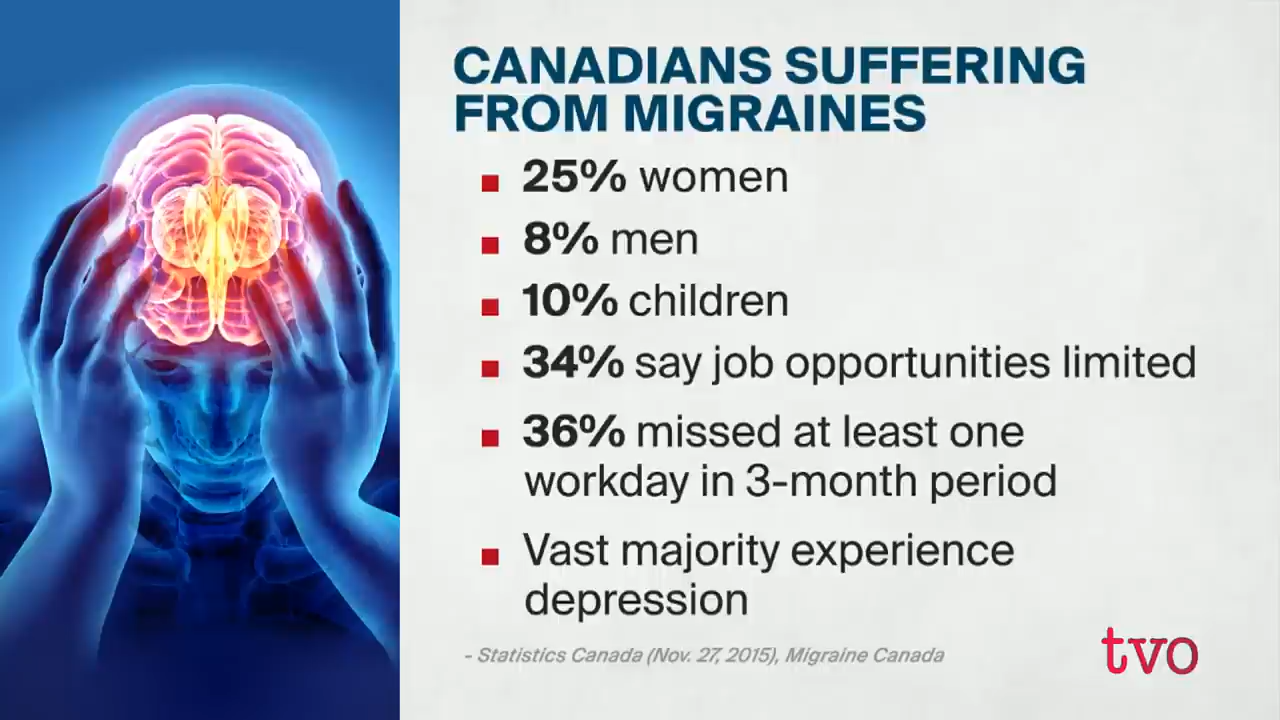 CANADIANS SUFFERING
FROM MIGRAINES
▪ 25% women
▪ 8% men
▪ 10% children
▪ 34% say job opportunities limited
▪ 36% missed at least one
workday in 3-month period
▪ Vast majority experience
depression
- Statistics Canada (Nov. 27, 2015), Migraine Canada
tvo